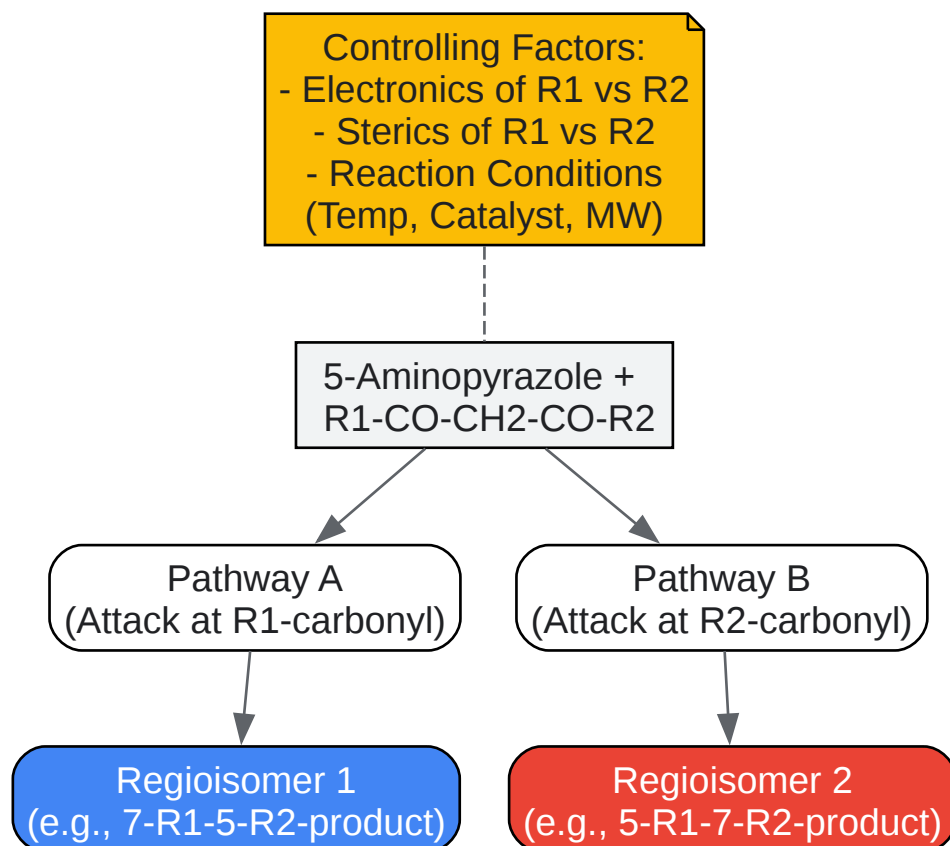 Controlling Factors:
- Electronics of R1 vs R2
- Sterics of R1 vs R2
- Reaction Conditions
(Temp, Catalyst, MW)
5-Aminopyrazole +
R1-CO-CH2-CO-R2
Pathway A
(Attack at R1-carbonyl)
Pathway B
(Attack at R2-carbonyl)
Regioisomer 1
(e.g., 7-R1-5-R2-product)
Regioisomer 2
(e.g., 5-R1-7-R2-product)